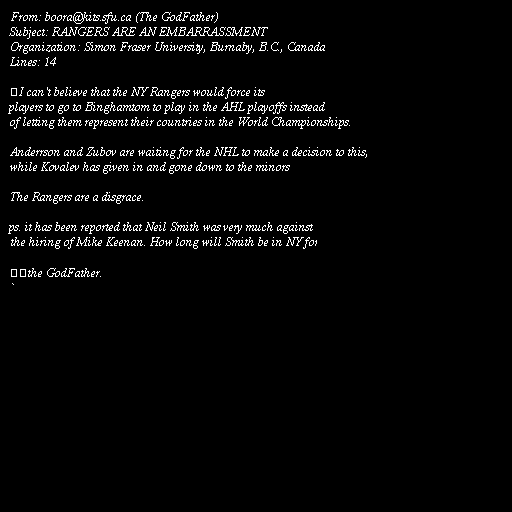 From: boora@kits.sfu.ca (The GodFather)
Subject: RANGERS ARE AN EMBARRASSMENT
Organization: Simon Fraser University, Burnaby, B.C., Canada
Lines: 14
I can't believe that the NY Rangers would force its
players to go to Binghamtom to play in the AHL playoffs instead
of letting them represent their countries in the World Championships.
Anderrson and Zubov are waiting for the NHL to make a decision to this,
while Kovalev has given in and gone down to the minors
The Rangers are a disgrace.
ps. it has been reported that Neil Smith was very much against
the hiring of Mike Keenan. How long will Smith be in NY for
the GodFather.
`